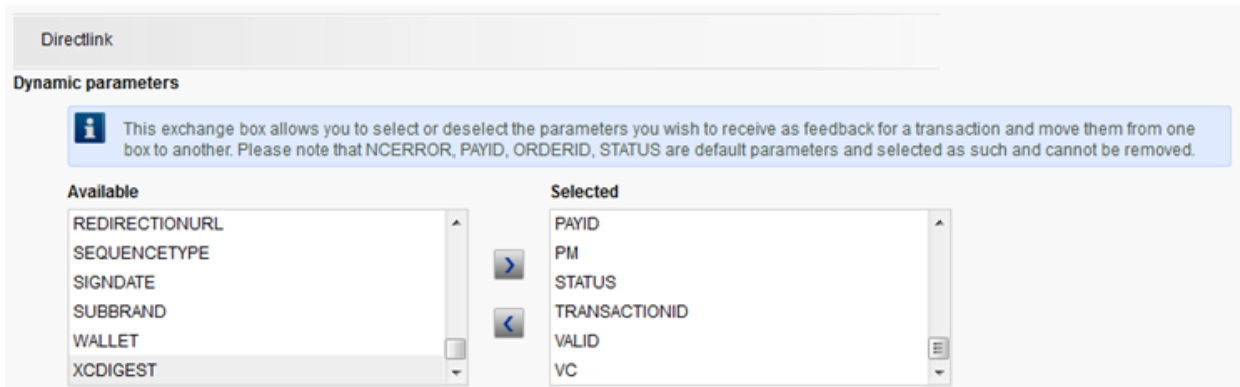 Directlink
Dynamic parameters
This exchange box allows you to select or deselect the parameters you wish to receive as feedback for a transaction and move them from one
box to another. Please note that NCERROR, PAYID, ORDERID, STATUS are default parameters and selected as such and cannot be removed.
Available
REDIRECTIONURL
SEQUENCETYPE
SIGNDATE
SUBBRAND
WALLET
XCDIGEST
Selected
PAYID
PM
STATUS
TRANSACTIONID
VALID
VC